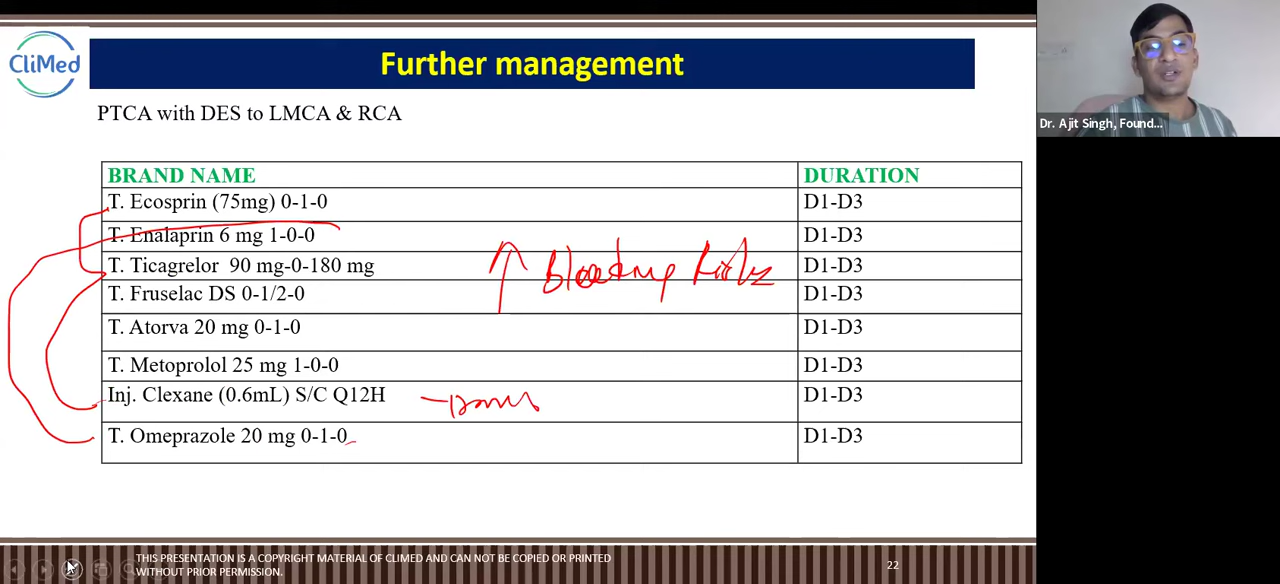 CliMed
Further management
PTCA with DES to LMCA & RCA
BRAND NAME DURATION
T. Ecosprin (75mg) 0-1-0 D1-D3
T. Enalaprin 6 mg 1-0-0 D1-D3
T. Ticagrelor 90 mg-0-180 mg D1-D3
T. Fruselac DS 0-1/2-0 D1-D3
T. Atorva 20 mg 0-1-0 D1-D3
T. Metoprolol 25 mg 1-0-0 D1-D3
Inj. Clexane (0.6mL) S/C Q12H D1-D3
T. Omeprazole 20 mg 0-1-0 D1-D3
↑ Bleeding Risk
THIS PRESENTATION IS A COPYRIGHT MATERIAL OF CLIMED AND CAN NOT BE COPIED OR PRINTED
WITHOUT PRIOR PERMISSION.
22
Dr. Ajit Singh, Found...